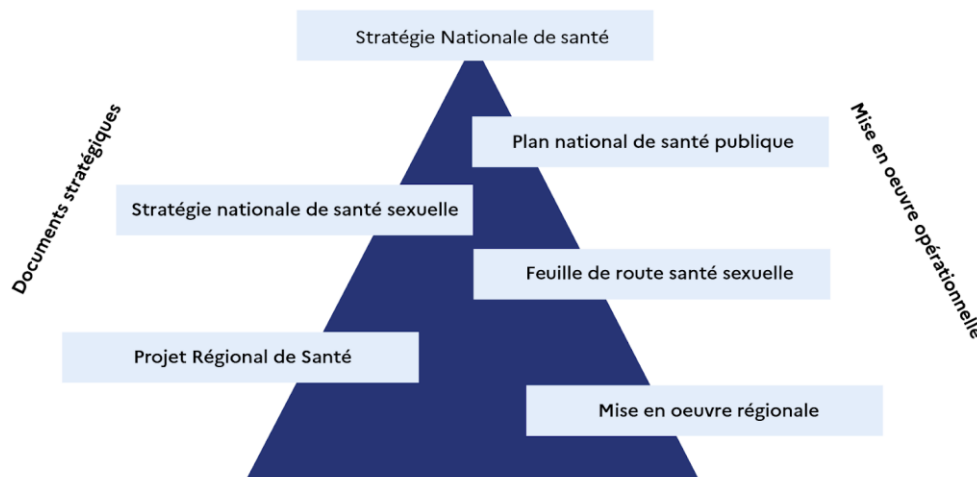 Stratégie Nationale de santé
Documents stratégiques
Mise en oeuvre opérationnelle
Plan national de santé publique
Stratégie nationale de santé sexuelle
Feuille de route santé sexuelle
Projet Régional de Santé
Mise en oeuvre régionale